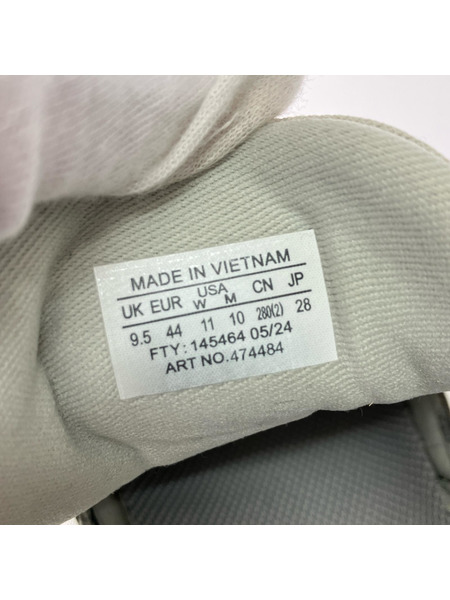 MADE IN VIETNAM
UK EUR USA W M CN JP
9.5 44 11 10 280(2) 28
FTY: 145464 05/24
ART NO.474484